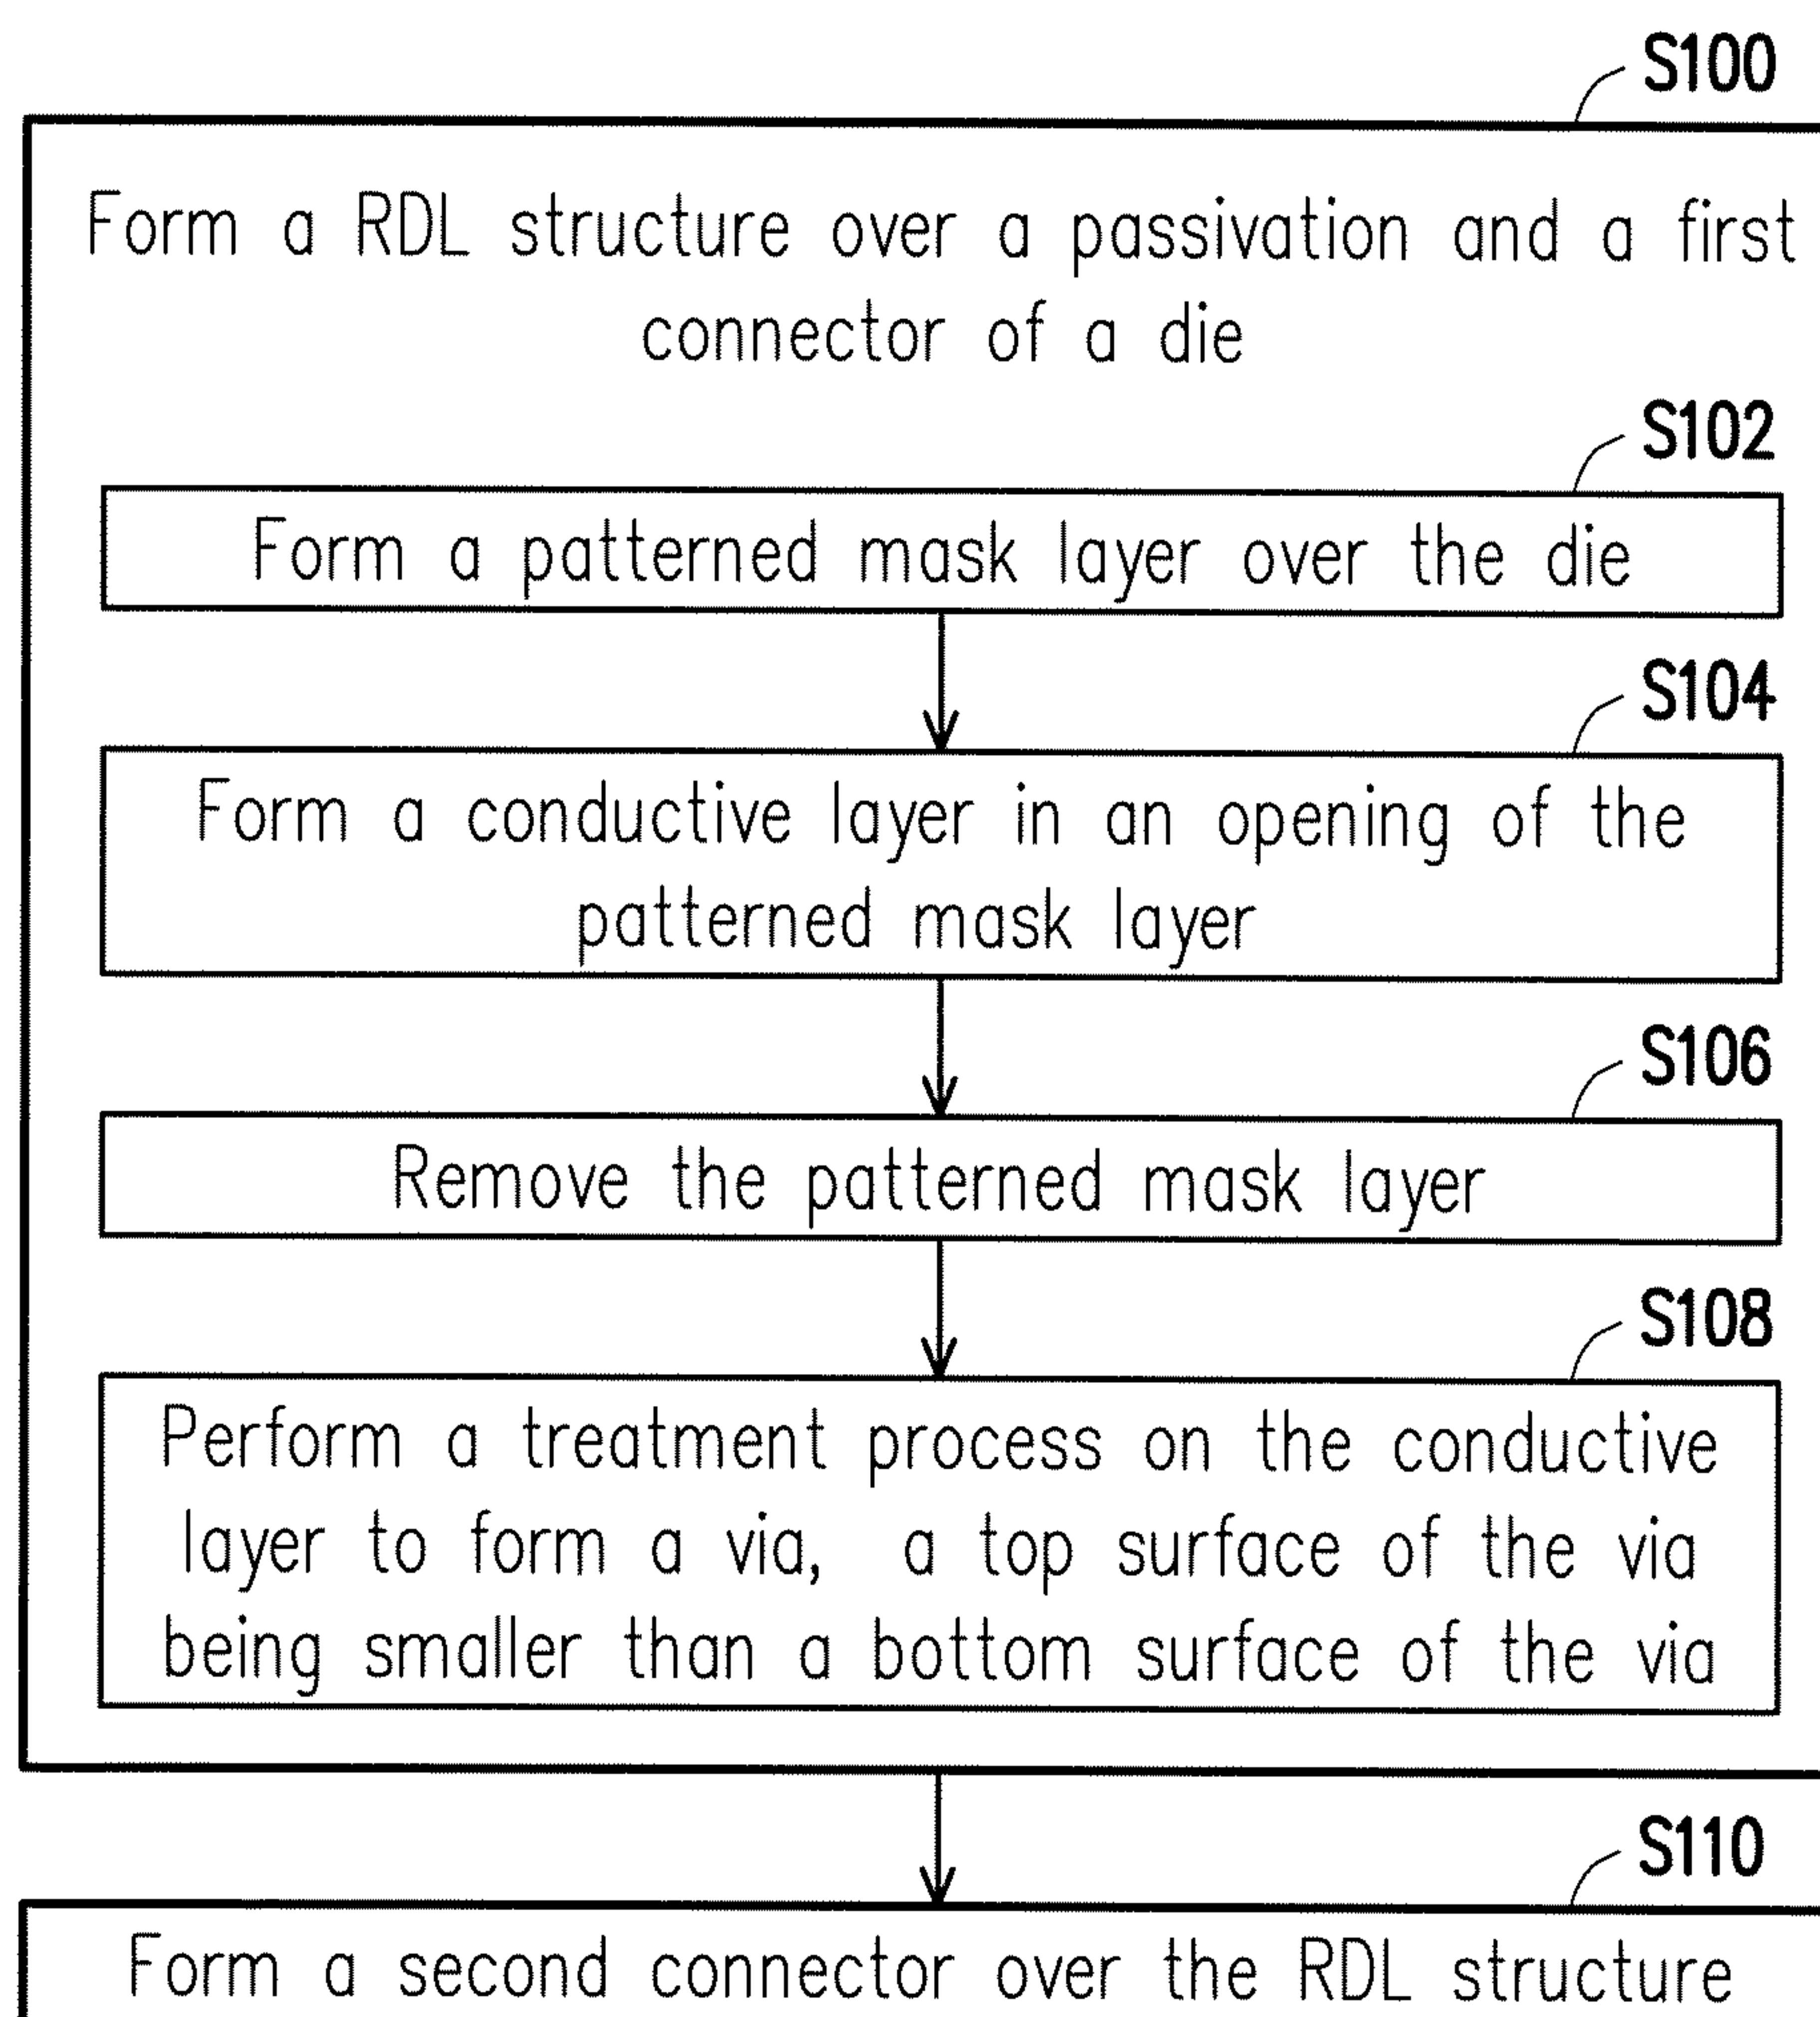 S100
Form a RDL structure over a passivation and a first
connector of a die
S102
Form a patterned mask layer over the die
S104
Form a conductive layer in an opening of the
patterned mask layer
S106
Remove the patterned mask layer
S108
Perform a treatment process on the conductive
layer to form a via, a top surface of the via
being smaller than a bottom surface of the via
S110
Form a second connector over the RDL structure